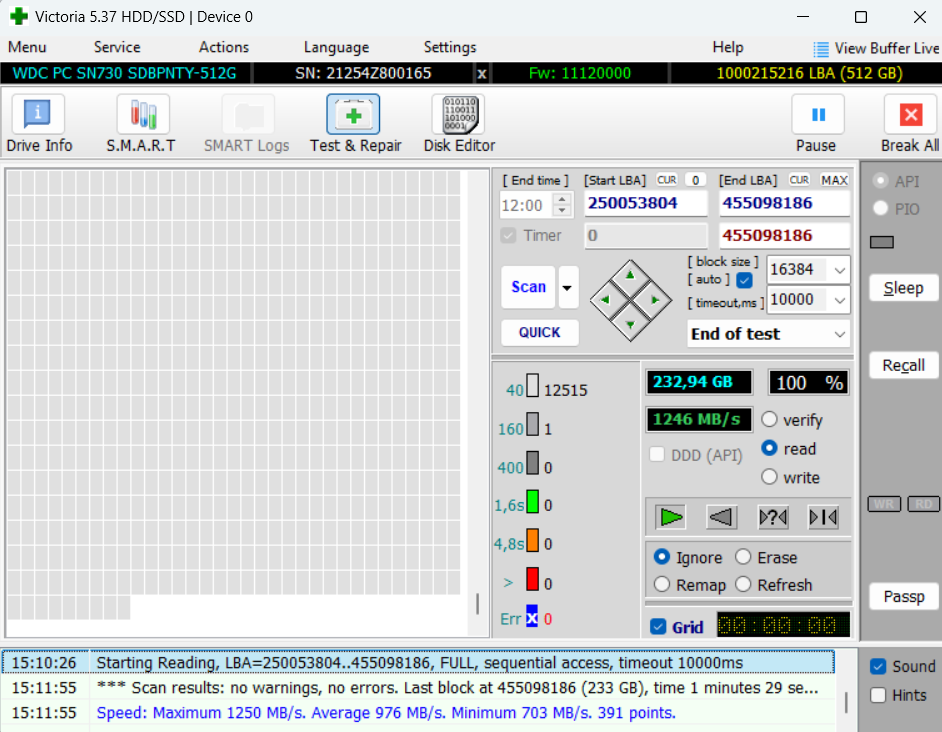 Victoria 5.37 HDD/SSD | Device 0
Menu Service Actions Language Settings Help View Buffer Live
WDC PC SN730 SDBPNTY-512G SN: 21254Z800165 x Fw: 11120000 1000215216 LBA (512 GB)
i 010110 110011 101000 0001
Drive Info S.M.A.R.T SMART Logs Test & Repair Disk Editor Pause Break All
[ End time ] [Start LBA] CUR 0 [End LBA] CUR MAX
12:00 250053804 455098186
Timer 0 455098186
API
PIO
Scan
QUICK
[ block size ] 16384
[ auto ]
[ timeout,ms ] 10000
End of test
Sleep
Recall
40 12515
160 1
400 0
1,6s 0
4,8s 0
> 0
Err x 0
232,94 GB 100 %
1246 MB/s verify
DDD (API) read
write
?
Ignore Erase
Remap Refresh
Grid 00:00:00
WR RD
Passp
15:10:26 Starting Reading, LBA=250053804..455098186, FULL, sequential access, timeout 10000ms
15:11:55 *** Scan results: no warnings, no errors. Last block at 455098186 (233 GB), time 1 minutes 29 se...
15:11:55 Speed: Maximum 1250 MB/s. Average 976 MB/s. Minimum 703 MB/s. 391 points.
Sound
Hints